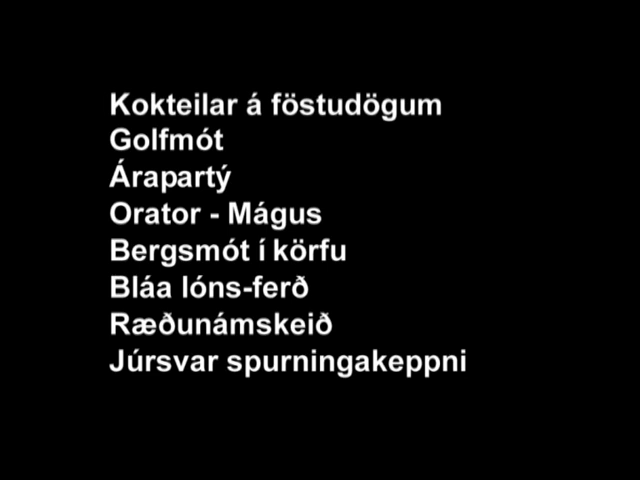 Kokteilar á föstudögum
Golfmót
Árapartý
Orator - Mágus
Bergsmót í körfu
Bláa lóns-ferð
Ræðunámskeið
Júrsvar spurningakeppni